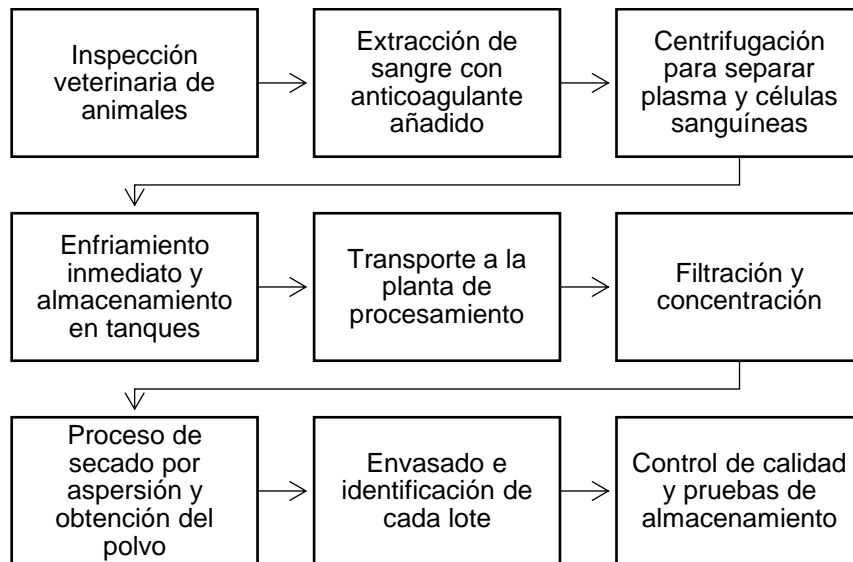 Inspección
veterinaria de
animales
Extracción de
sangre con
anticoagulante
añadido
Centrifugación
para separar
plasma y células
sanguíneas
Enfriamiento
inmediato y
almacenamiento
en tanques
Transporte a la
planta de
procesamiento
Filtración y
concentración
Proceso de
secado por
aspersión y
obtención del
polvo
Envasado e
identificación de
cada lote
Control de calidad
y pruebas de
almacenamiento